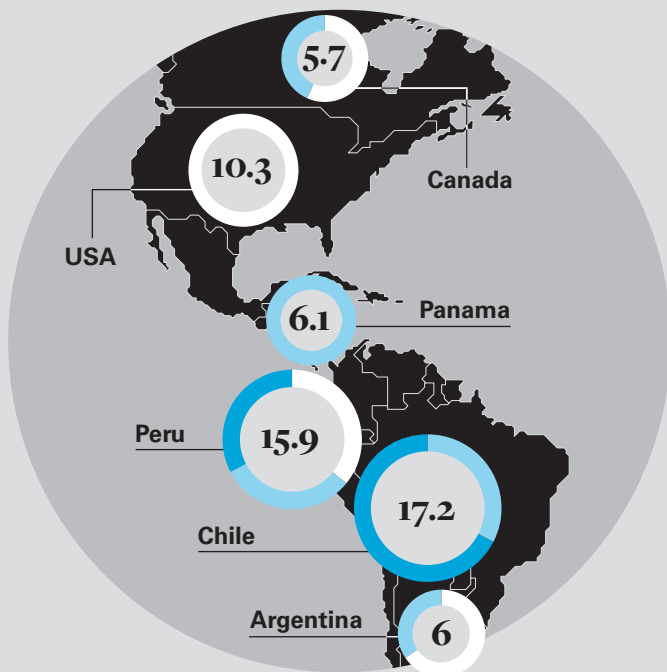 5.7
Canada
10.3
USA
6.1
Panama
Peru
15.9
17.2
Chile
Argentina
6